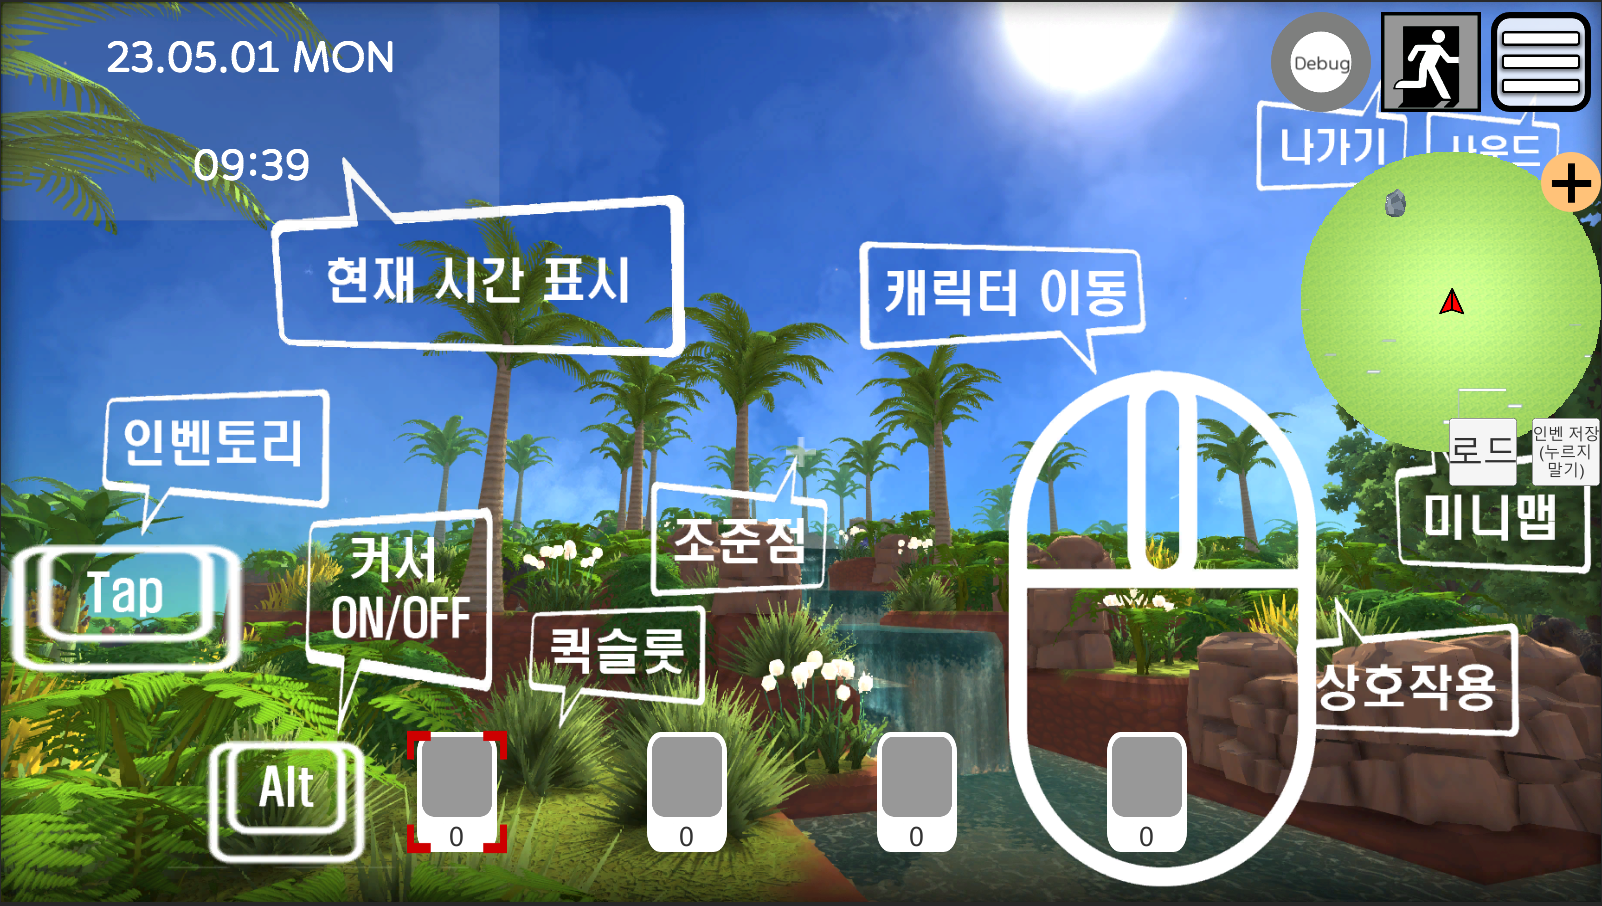 23.05.01 MON
09:39
Debug
나가기
사운드
현재 시간 표시
캐릭터 이동
인벤토리
로드
인벤 저장
(누르지
말기)
미니맵
조준점
커서
ON/OFF
Tap
퀵슬롯
상호작용
Alt
0
0
0
0